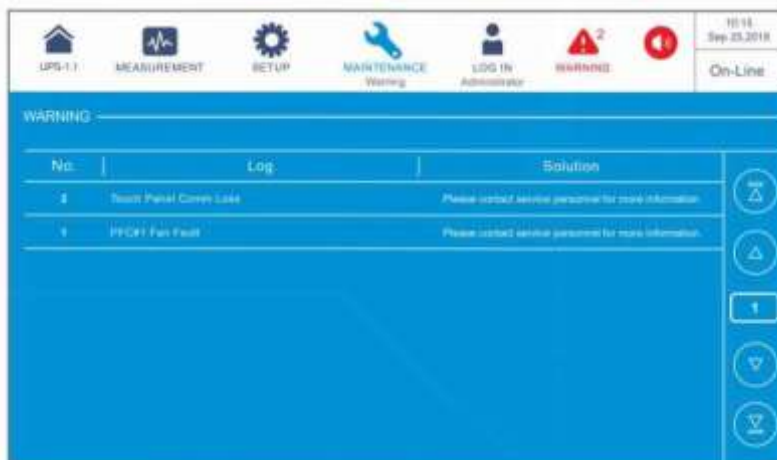 UPS-1.1 MEASUREMENT SETUP MAINTENANCE LOG IN WARNING 2
Warning Administrator
10:15
Sep 25,2018
On-Line
WARNING
No. Log Solution
2 Touch Panel Comm Loss Please contact service personnel for more information.
1 PFC#1 Fan Fault Please contact service personnel for more information.
1